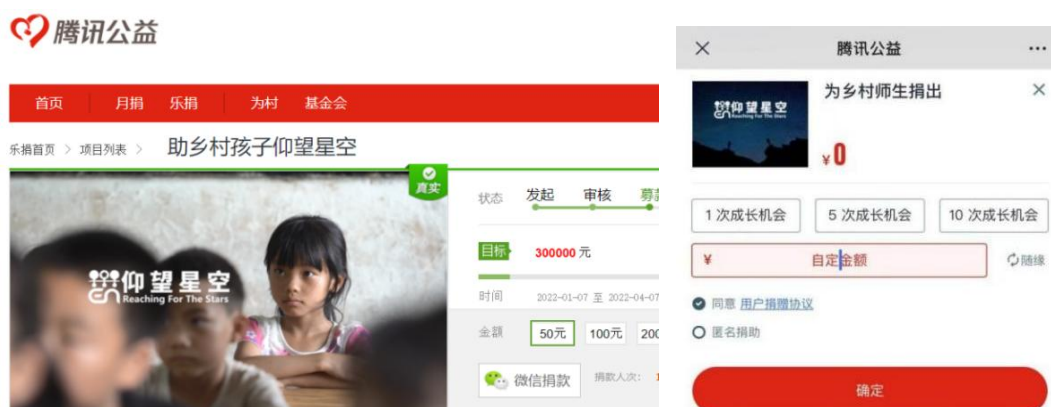 腾讯公益
首页 月捐 乐捐 为村 基金会
乐捐首页 > 项目列表 > 助乡村孩子仰望星空
真实
仰望星空
Reaching For The Stars
状态 发起 审核
目标 300000 元
时间 2022-01-07 至 2022-04-07
金额 50元 100元 200
微信捐款 捐款人次:
腾讯公益
仰望星空
Reaching For The Stars
为乡村师生捐出
¥0
1 次成长机会 5 次成长机会 10 次成长机会
¥ 自定金额 随缘
同意 用户捐赠协议
匿名捐助
确定